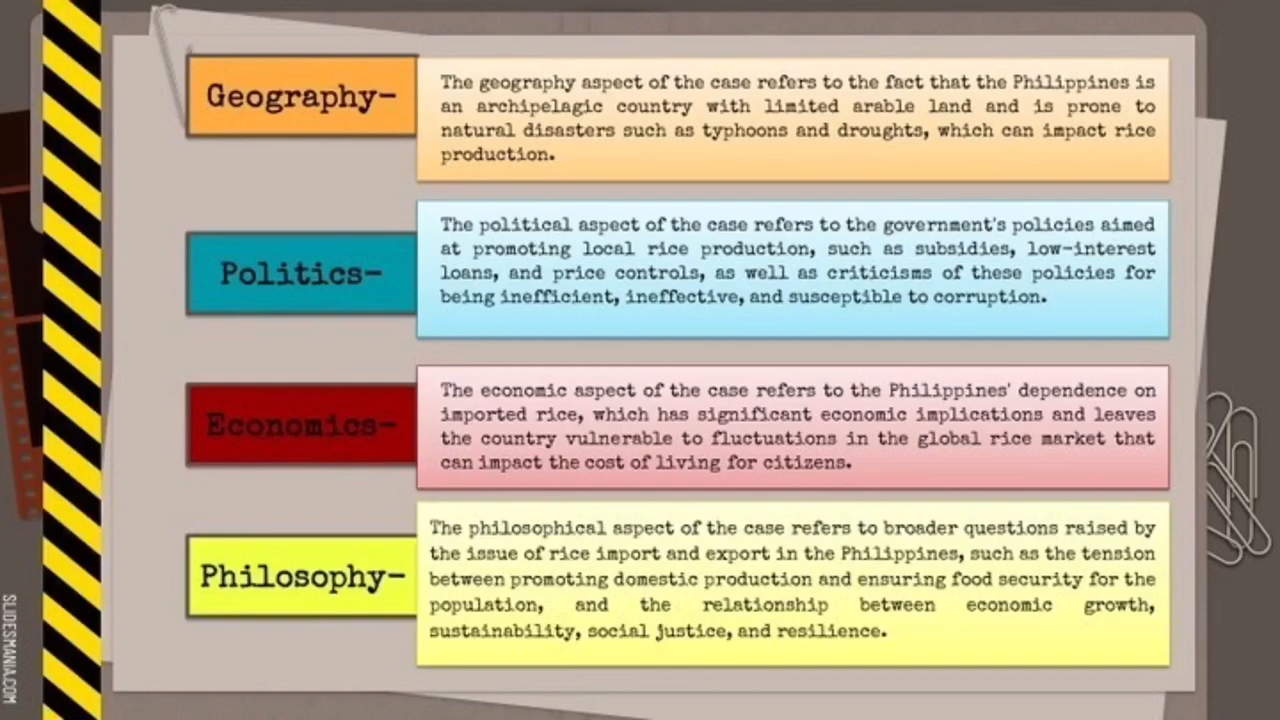 Geography-
The geography aspect of the case refers to the fact that the Philippines is
an archipelagic country with limited arable land and is prone to
natural disasters such as typhoons and droughts, which can impact rice
production.
Politics-
The political aspect of the case refers to the government's policies aimed
at promoting local rice production, such as subsidies, low-interest
loans, and price controls, as well as criticisms of these policies for
being inefficient, ineffective, and susceptible to corruption.
Economics-
The economic aspect of the case refers to the Philippines' dependence on
imported rice, which has significant economic implications and leaves
the country vulnerable to fluctuations in the global rice market that
can impact the cost of living for citizens.
Philosophy-
The philosophical aspect of the case refers to broader questions raised by
the issue of rice import and export in the Philippines, such as the tension
between promoting domestic production and ensuring food security for the
population, and the relationship between economic growth,
sustainability, social justice, and resilience.
SLIDESMANIA.COM